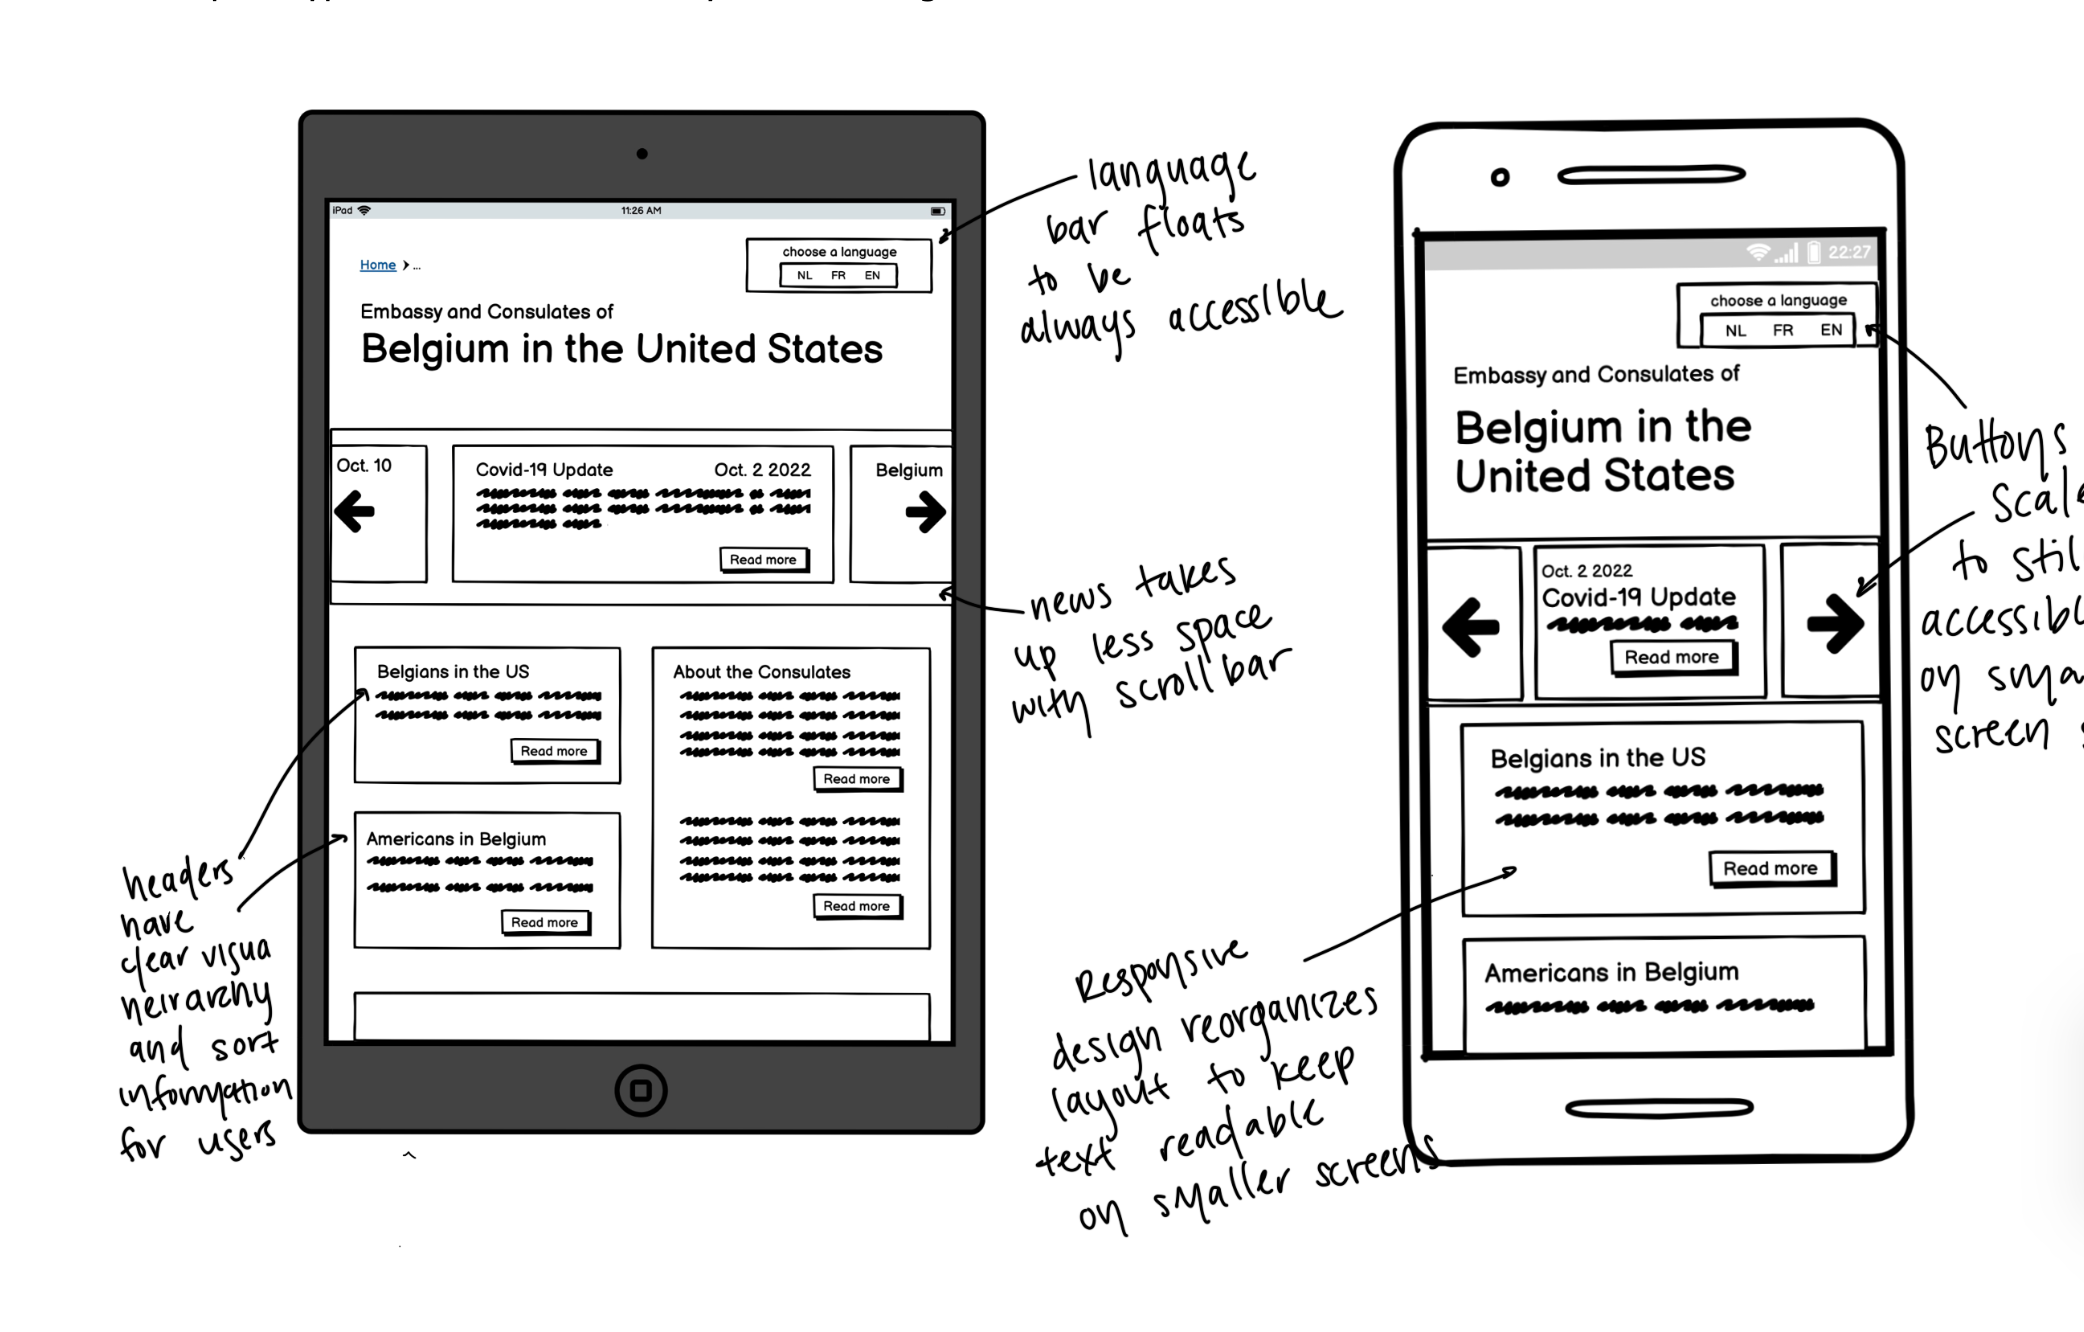 iPad
11:26 AM
Home
...
choose a language
NL FR EN
Embassy and Consulates of
Belgium in the United States
Oct. 10
Covid-19 Update
Oct. 2 2022
Read more
Belgium
Belgians in the US
Read more
Americans in Belgium
Read more
About the Consulates
Read more
Read more
headers
have
clear visua
heirarchy
and sort
information
for users
language
bar floats
to be
always accessible
news takes
up less space
with scroll bar
Responsive
design reorganizes
layout to keep
text readable
on smaller screens
22:27
choose a language
NL FR EN
Embassy and Consulates of
Belgium in the
United States
Oct. 2 2022
Covid-19 Update
Read more
Belgians in the US
Read more
Americans in Belgium
Buttons
Scale
to stil
accessibl
on sma
screen s